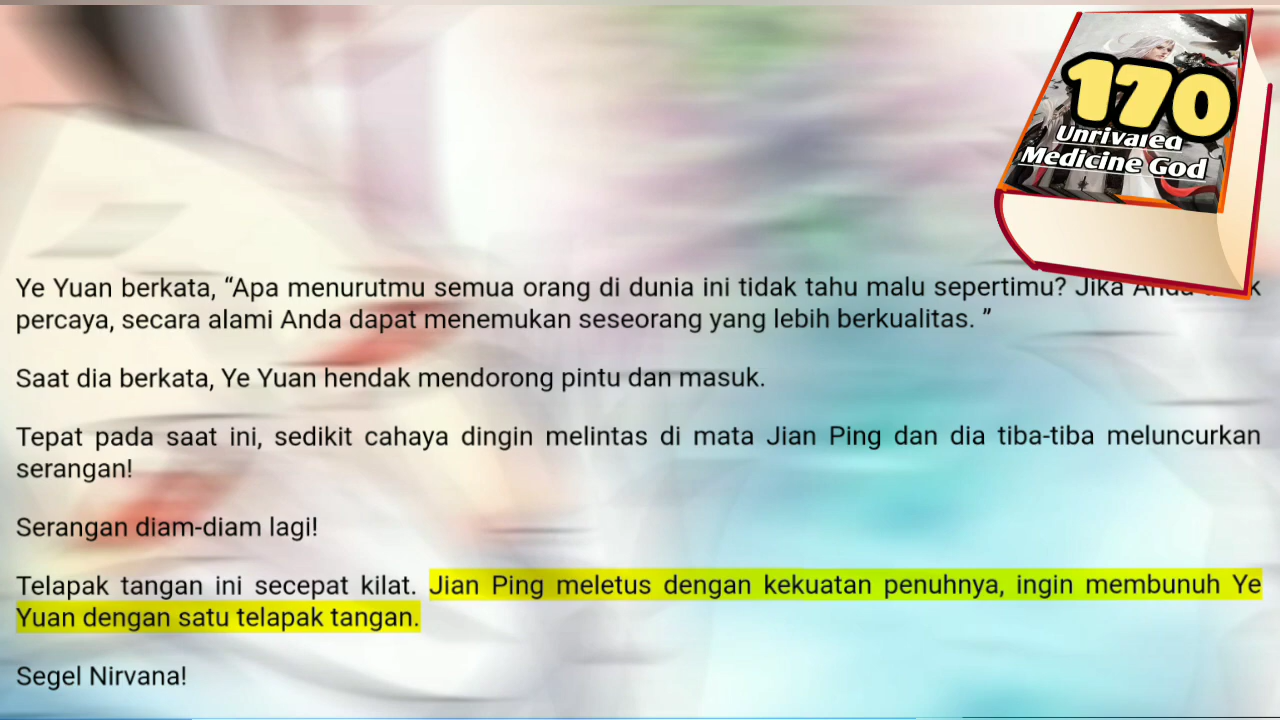 170
Unrivaled
Medicine God
Ye Yuan berkata, “Apa menurutmu semua orang di dunia ini tidak tahu malu sepertimu? Jika
percaya, secara alami Anda dapat menemukan seseorang yang lebih berkualitas. ”
Saat dia berkata, Ye Yuan hendak mendorong pintu dan masuk.
Tepat pada saat ini, sedikit cahaya dingin melintas di mata Jian Ping dan dia tiba-tiba meluncurkan
serangan!
Serangan diam-diam lagi!
Telapak tangan ini secepat kilat. Jian Ping meletus dengan kekuatan penuhnya, ingin membunuh Ye
Yuan dengan satu telapak tangan.
Segel Nirvana!